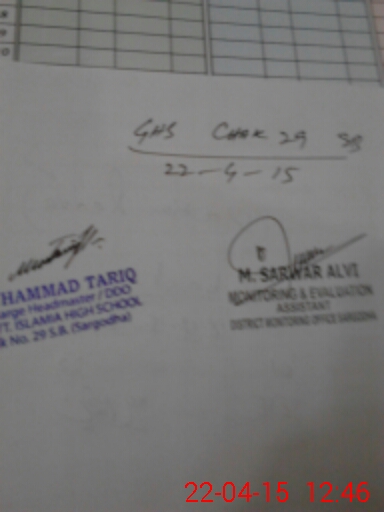 GHS CHAK 29 SB
22-4-15
HAMMAD TARIQ
arge Headmaster / DDO
T. ISLAMIA HIGH SCHOOL
k No. 29 S.B. (Sargodha)
M. SARWAR ALVI
MONITORING & EVALUATION
ASSISTANT
DISTRICT MONITORING OFFICE SARGODHA
22-04-15 12:46